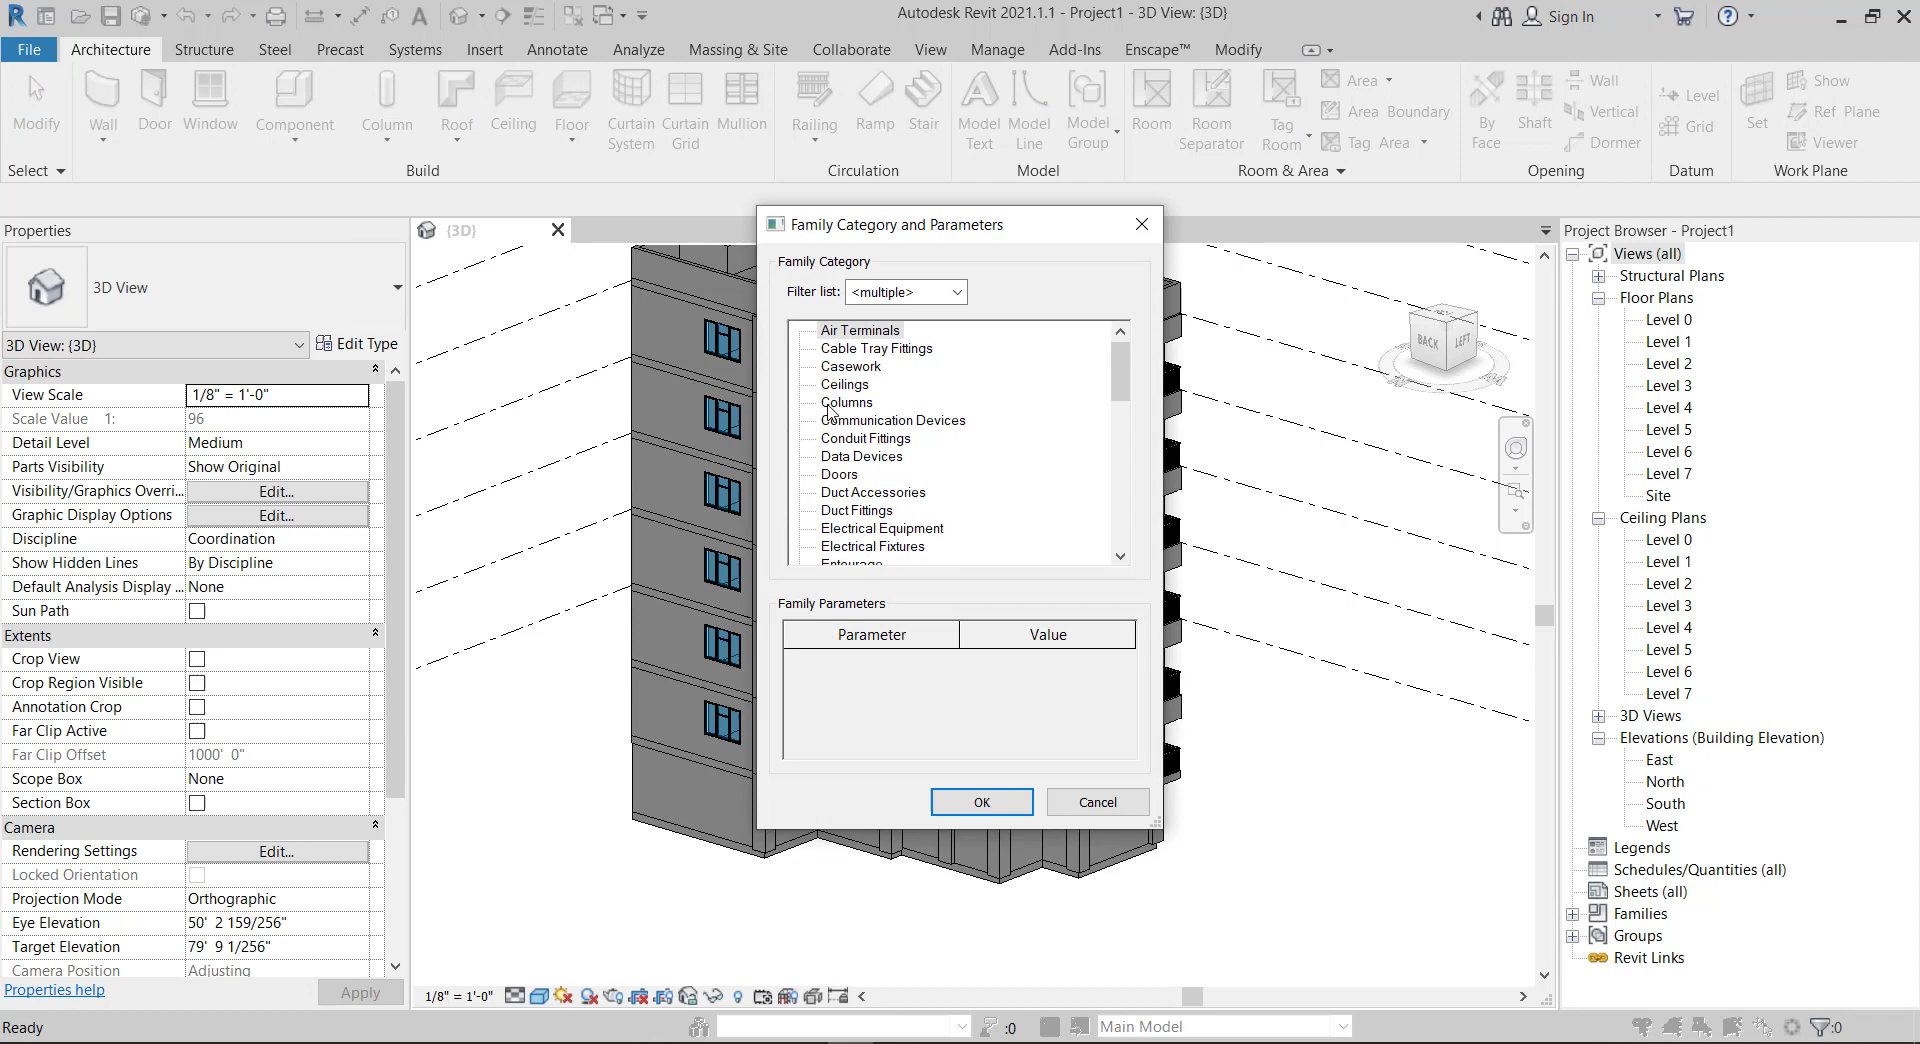 Autodesk Revit 2021.1.1 - Project1 - 3D View: {3D}
Sign In
File Architecture Structure Steel Precast Systems Insert Annotate Analyze Massing & Site Collaborate View Manage Add-Ins Enscape™ Modify
Modify
Wall
Door
Window
Component
Column
Roof
Ceiling
Floor
Curtain System
Curtain Grid
Mullion
Railing
Ramp
Stair
Model Text
Model Line
Model Group
Room
Room Separator
Tag Room
Area
Area Boundary
Tag Area
By Face
Shaft
Wall
Vertical
Dormer
Level
Grid
Set
Show
Ref Plane
Viewer
Select
Build
Circulation
Model
Room & Area
Opening
Datum
Work Plane
Properties
3D View
3D View: {3D}
Edit Type
Graphics
View Scale 1/8" = 1'-0"
Scale Value 1: 96
Detail Level Medium
Parts Visibility Show Original
Visibility/Graphics Overri... Edit...
Graphic Display Options Edit...
Discipline Coordination
Show Hidden Lines By Discipline
Default Analysis Display ... None
Sun Path
Extents
Crop View
Crop Region Visible
Annotation Crop
Far Clip Active
Far Clip Offset 1000' 0"
Scope Box None
Section Box
Camera
Rendering Settings Edit...
Locked Orientation
Projection Mode Orthographic
Eye Elevation 50' 2 159/256"
Target Elevation 79' 9 1/256"
Camera Position Adjusting
Properties help
Apply
{3D}
Family Category and Parameters
Family Category
Filter list: <multiple>
Air Terminals
Cable Tray Fittings
Casework
Ceilings
Columns
Communication Devices
Conduit Fittings
Data Devices
Doors
Duct Accessories
Duct Fittings
Electrical Equipment
Electrical Fixtures
Entourage
Family Parameters
Parameter Value
OK
Cancel
BACK
LEFT
Project Browser - Project1
Views (all)
Structural Plans
Floor Plans
Level 0
Level 1
Level 2
Level 3
Level 4
Level 5
Level 6
Level 7
Site
Ceiling Plans
Level 0
Level 1
Level 2
Level 3
Level 4
Level 5
Level 6
Level 7
3D Views
Elevations (Building Elevation)
East
North
South
West
Legends
Schedules/Quantities (all)
Sheets (all)
Families
Groups
Revit Links
1/8" = 1'-0"
Ready
:0
Main Model
:0